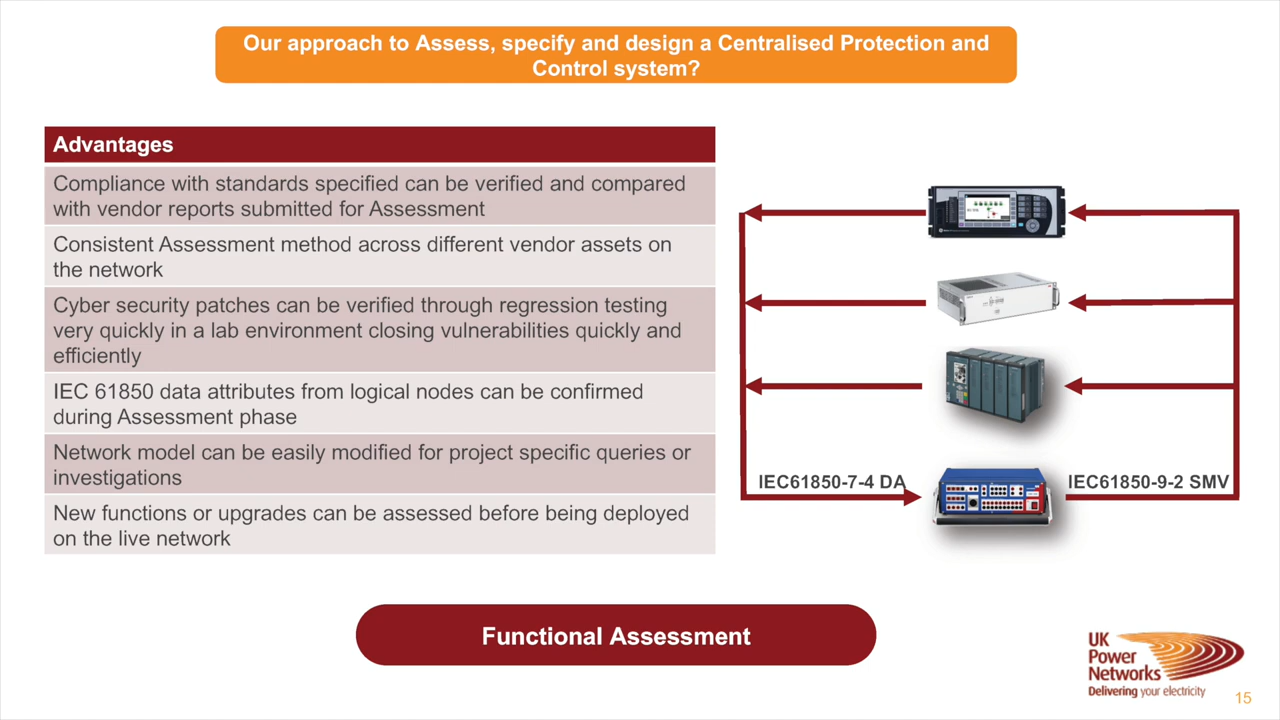 Our approach to Assess, specify and design a Centralised Protection and
Control system?
Advantages
Compliance with standards specified can be verified and compared
with vendor reports submitted for Assessment
Consistent Assessment method across different vendor assets on
the network
Cyber security patches can be verified through regression testing
very quickly in a lab environment closing vulnerabilities quickly and
efficiently
IEC 61850 data attributes from logical nodes can be confirmed
during Assessment phase
Network model can be easily modified for project specific queries or
investigations
New functions or upgrades can be assessed before being deployed
on the live network
IEC61850-7-4 DA
IEC61850-9-2 SMV
Functional Assessment
UK
Power
Networks
Delivering your electricity
15